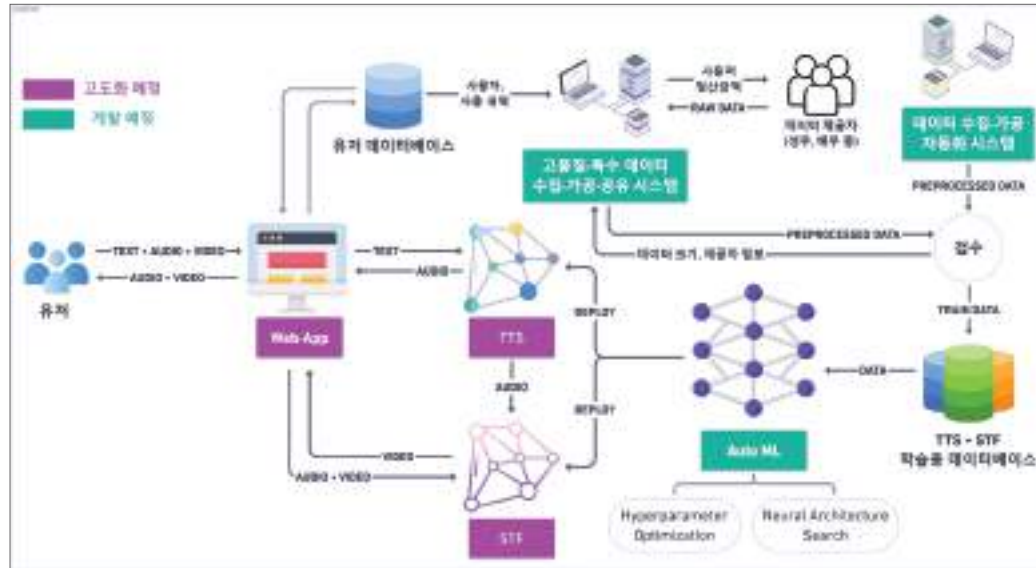 고도화 예정
개발 예정
유저 데이터베이스
사용자,
사용 음원
사용퍼
정산금액
RAW DATA
데이터 제공자
(성우, 배우 등)
데이터 수집·가공
자동화 시스템
고품질·특수 데이터
수집·가공·공유 시스템
PREPROCESSED DATA
PREPROCESSED DATA
데이터 크기, 제공자 정보
검수
TEXT + AUDIO + VIDEO
AUDIO + VIDEO
유저
Web-App
TEXT
AUDIO
TTS
AUDIO
DEPLOY
DEPLOY
TRAIN DATA
DATA
TTS + STF
학습용 데이터베이스
Auto ML
VIDEO
AUDIO + VIDEO
STF
Hyperparameter
Optimization
Neural Architecture
Search